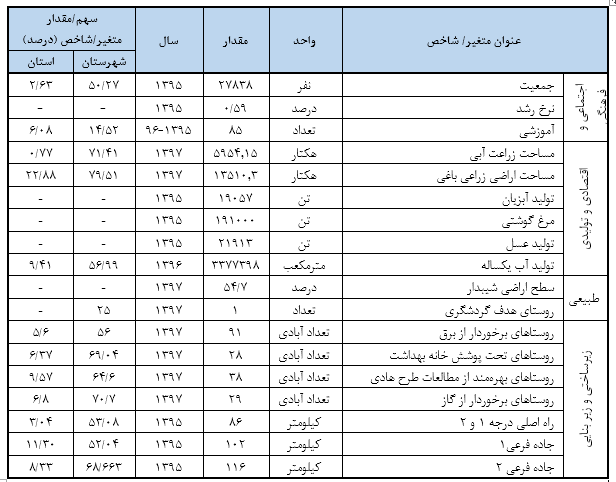 عنوان متغیر/ شاخص	واحد	مقدار	سال	سهم/مقدار متغیر/شاخص (درصد)
شهرستان	استان
اجتماعی و فرهنگی
جمعیت	نفر	۲۷۸۳۸	۱۳۹۵	۵۰/۲۷	۲/۶۳
نرخ رشد	درصد	۰/۵۹	۱۳۹۵	-	-
آموزشی	تعداد	۸۵	۱۳۹۵-۹۶	۱۴/۵۲	۶/۰۸
اقتصادی و تولیدی
مساحت زراعت آبی	هکتار	۵۹۵۴,۱۵	۱۳۹۷	۷۱/۴۱	۰/۷۷
مساحت اراضی زراعی باغی	هکتار	۱۳۵۱۰,۳	۱۳۹۷	۷۹/۵۱	۲۲/۸۸
تولید آبزیان	تن	۱۹۰۵۷	۱۳۹۵	-	-
مرغ گوشتی	تن	۱۹۱۰۰۰	۱۳۹۵	-	-
تولید عسل	تن	۲۱۹۱۳	۱۳۹۵	-	-
تولید آب یکساله	مترمکعب	۳۳۷۷۳۹۸	۱۳۹۶	۵۶/۹۹	۹/۴۱
طبیعی
سطح اراضی شیبدار	درصد	۵۴/۷	۱۳۹۷	-	-
روستای هدف گردشگری	تعداد	۱	۱۳۹۷	۲۵	-
زیرساختی و زیر بنایی
روستاهای برخوردار از برق	تعداد آبادی	۹۱	۱۳۹۷	۵۶	۵/۶
روستاهای تحت پوشش خانه بهداشت	تعداد آبادی	۲۸	۱۳۹۷	۶۹/۰۴	۶/۳۷
روستاهای بهره‌مند از مطالعات طرح هادی	تعداد آبادی	۳۸	۱۳۹۷	۶۴/۶	۹/۵۷
روستاهای برخوردار از گاز	تعداد آبادی	۲۹	۱۳۹۷	۷۰/۷	۶/۸
راه اصلی درجه ۱ و ۲	کیلومتر	۸۶	۱۳۹۵	۵۳/۰۸	۳/۰۴
جاده فرعی۱	کیلومتر	۱۰۲	۱۳۹۵	۵۲/۰۴	۱۱/۳۰
جاده فرعی ۲	کیلومتر	۱۱۶	۱۳۹۵	۶۸/۶۶۳	۸/۳۳